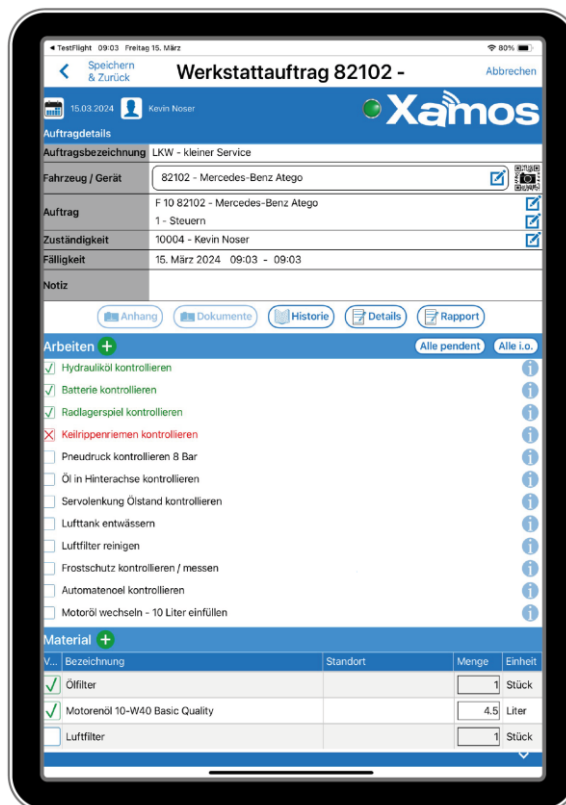 ◂ TestFlight 09:03 Freitag 15. März 80%
Speichern & Zurück
Werkstattauftrag 82102 -
Abbrechen
15.03.2024 Kevin Noser Xamos
Auftragdetails
Auftragsbezeichnung LKW - kleiner Service
Fahrzeug / Gerät 82102 - Mercedes-Benz Atego
Auftrag F 10 82102 - Mercedes-Benz Atego
1 - Steuern
Zuständigkeit 10004 - Kevin Noser
Fälligkeit 15. März 2024 09:03 - 09:03
Notiz
Anhang Dokumente Historie Details Rapport
Arbeiten Alle pendent Alle i.o.
Hydrauliköl kontrollieren
Batterie kontrollieren
Radlagerspiel kontrollieren
Keilrippenriemen kontrollieren
Pneudruck kontrollieren 8 Bar
Öl in Hinterachse kontrollieren
Servolenkung Ölstand kontrollieren
Lufttank entwässern
Luftfilter reinigen
Frostschutz kontrollieren / messen
Automatenoel kontrollieren
Motoröl wechseln - 10 Liter einfüllen
Material
V... Bezeichnung Standort Menge Einheit
Ölfilter 1 Stück
Motorenöl 10-W40 Basic Quality 4.5 Liter
Luftfilter 1 Stück